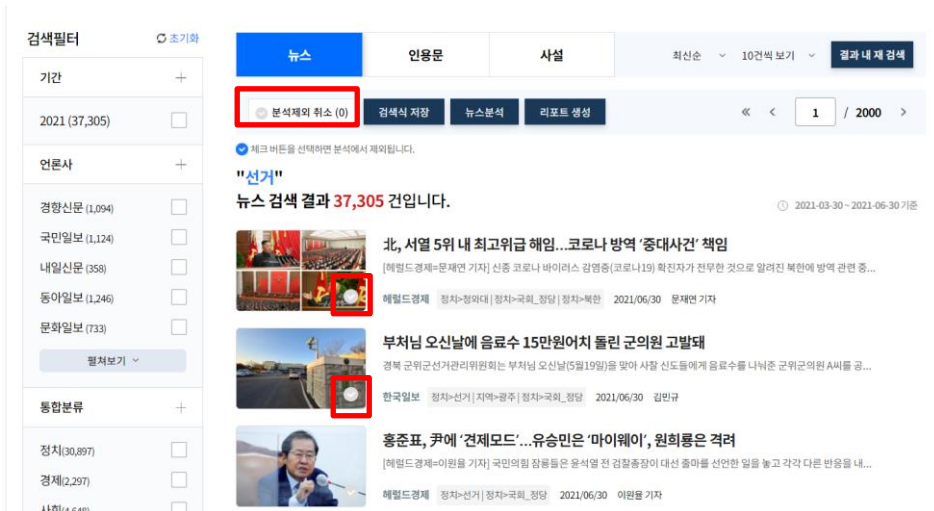 검색필터 초기화
기간
2021 (37,305)
언론사
경향신문 (1,094)
국민일보 (1,124)
내일신문 (358)
동아일보 (1,246)
문화일보 (733)
펼쳐보기
통합분류
정치(30,897)
경제(2,297)
사회(4,648)
뉴스 인용문 사설 최신순 10건씩 보기 결과 내 재 검색
분석제외 취소 (0) 검색식 저장 뉴스분석 리포트 생성 « < 1 / 2000 >
체크 버튼을 선택하면 분석에서 제외됩니다.
"선거"
뉴스 검색 결과 37,305 건입니다. 2021-03-30 ~ 2021-06-30 기준
北, 서열 5위 내 최고위급 해임…코로나 방역 ‘중대사건’ 책임
[헤럴드경제=문재연 기자] 신종 코로나 바이러스 감염증(코로나19) 확진자가 전무한 것으로 알려진 북한에 방역 관련 중...
헤럴드경제 정치>청와대 | 정치>국회_정당 | 정치>북한 2021/06/30 문재연 기자
부처님 오신날에 음료수 15만원어치 돌린 군의원 고발돼
경북 군위군선거관리위원회는 부처님 오신날(5월19일)을 맞아 사찰 신도들에게 음료수를 나눠준 군위군의원 A씨를 공...
한국일보 정치>선거 | 지역>광주 | 정치>국회_정당 2021/06/30 김민규
홍준표, 尹에 ‘견제모드’…유승민은 ‘마이웨이’, 원희룡은 격려
[헤럴드경제=이원율 기자] 국민의힘 잠룡들은 윤석열 전 검찰총장이 대선 출마를 선언한 일을 놓고 각각 다른 반응을 내...
헤럴드경제 정치>선거 | 정치>국회_정당 2021/06/30 이원율 기자